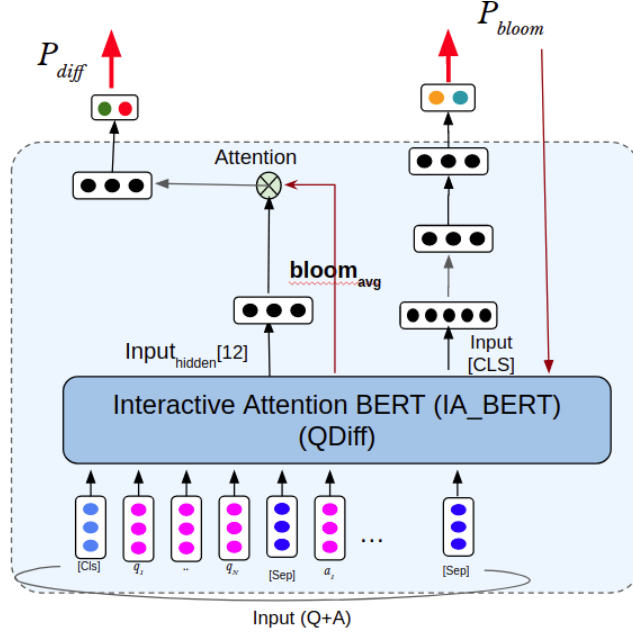 P_diff
P_bloom
Attention
bloom_avg
Input_hidden[12]
Input
[CLS]
Interactive Attention BERT (IA_BERT)
(QDiff)
[Cls]
q_1
..
q_N
[Sep]
a_1
...
[Sep]
Input (Q+A)